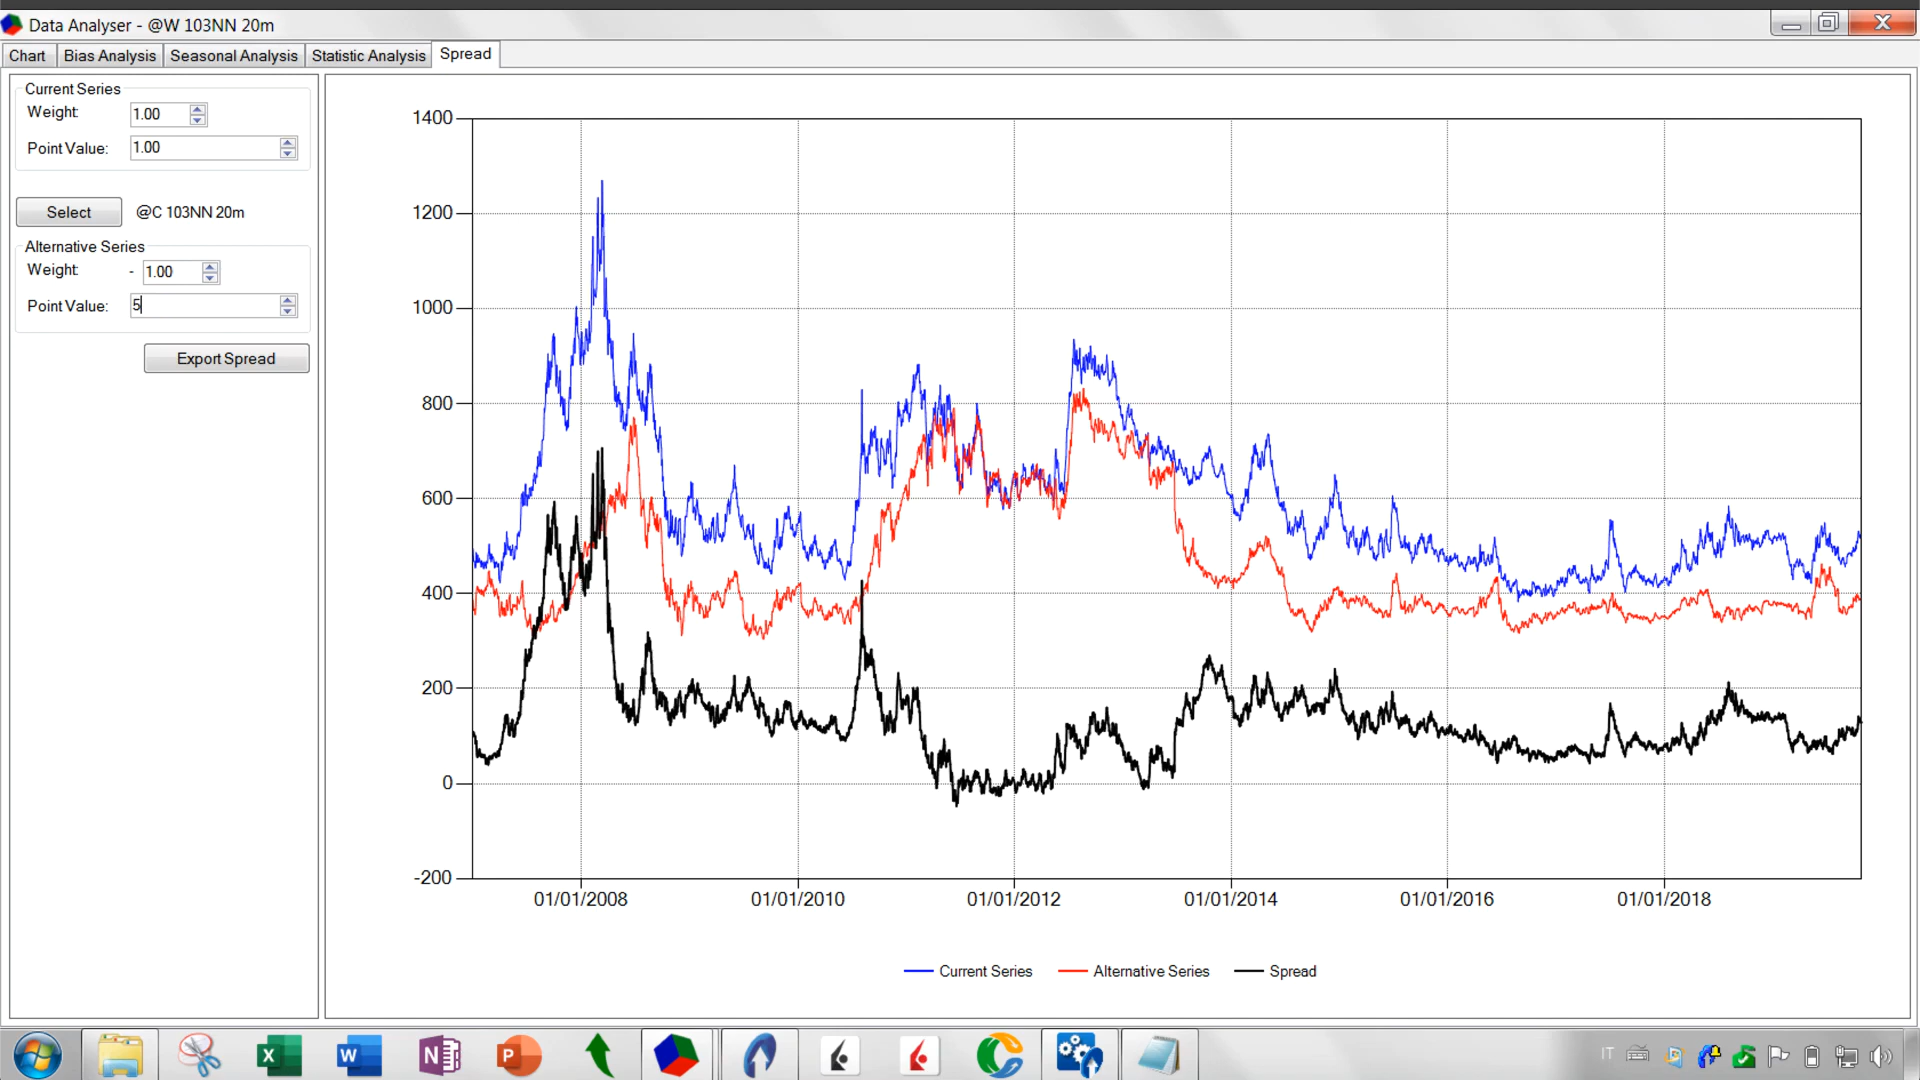 Data Analyser - @W 103NN 20m
Chart
Bias Analysis
Seasonal Analysis
Statistic Analysis
Spread
Current Series
Weight:
1.00
Point Value:
1.00
Select
@C 103NN 20m
Alternative Series
Weight:
- 1.00
Point Value:
5
Export Spread
1400
1200
1000
800
600
400
200
0
-200
01/01/2008
01/01/2010
01/01/2012
01/01/2014
01/01/2016
01/01/2018
Current Series
Alternative Series
Spread
X
W
N
P
IT